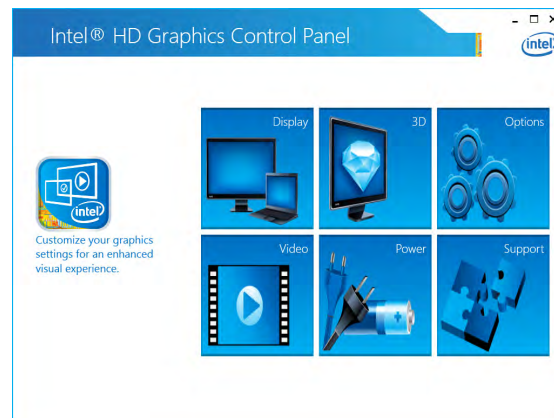 Intel® HD Graphics Control Panel
intel
Display
3D
Options
intel
Customize your graphics
settings for an enhanced
visual experience.
Video
Power
Support